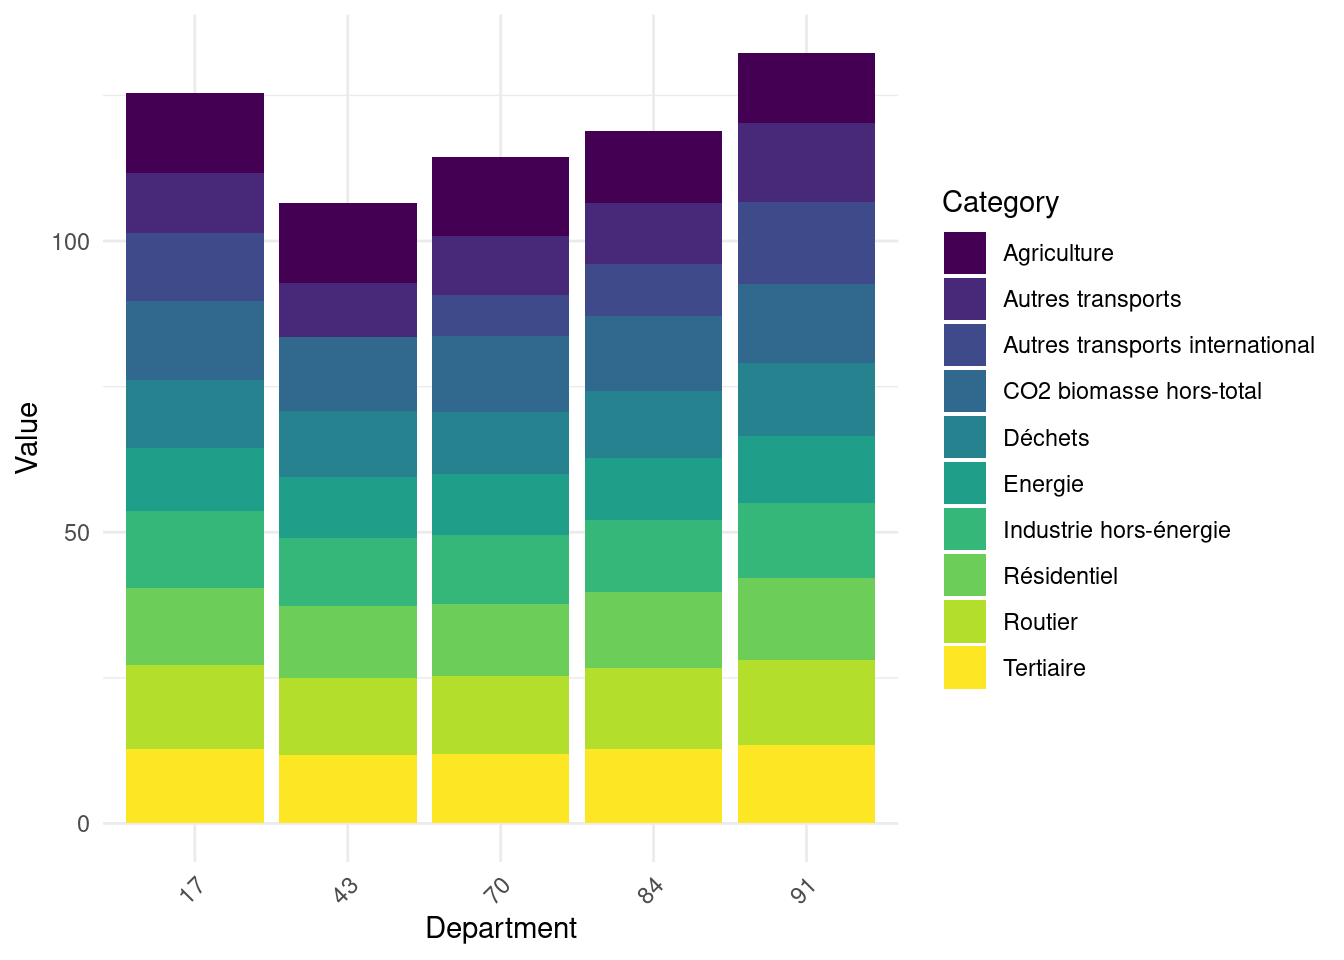 Value
100
50
0
17
43
70
84
91
Department
Category
Agriculture
Autres transports
Autres transports international
CO2 biomasse hors-total
Déchets
Energie
Industrie hors-énergie
Résidentiel
Routier
Tertiaire